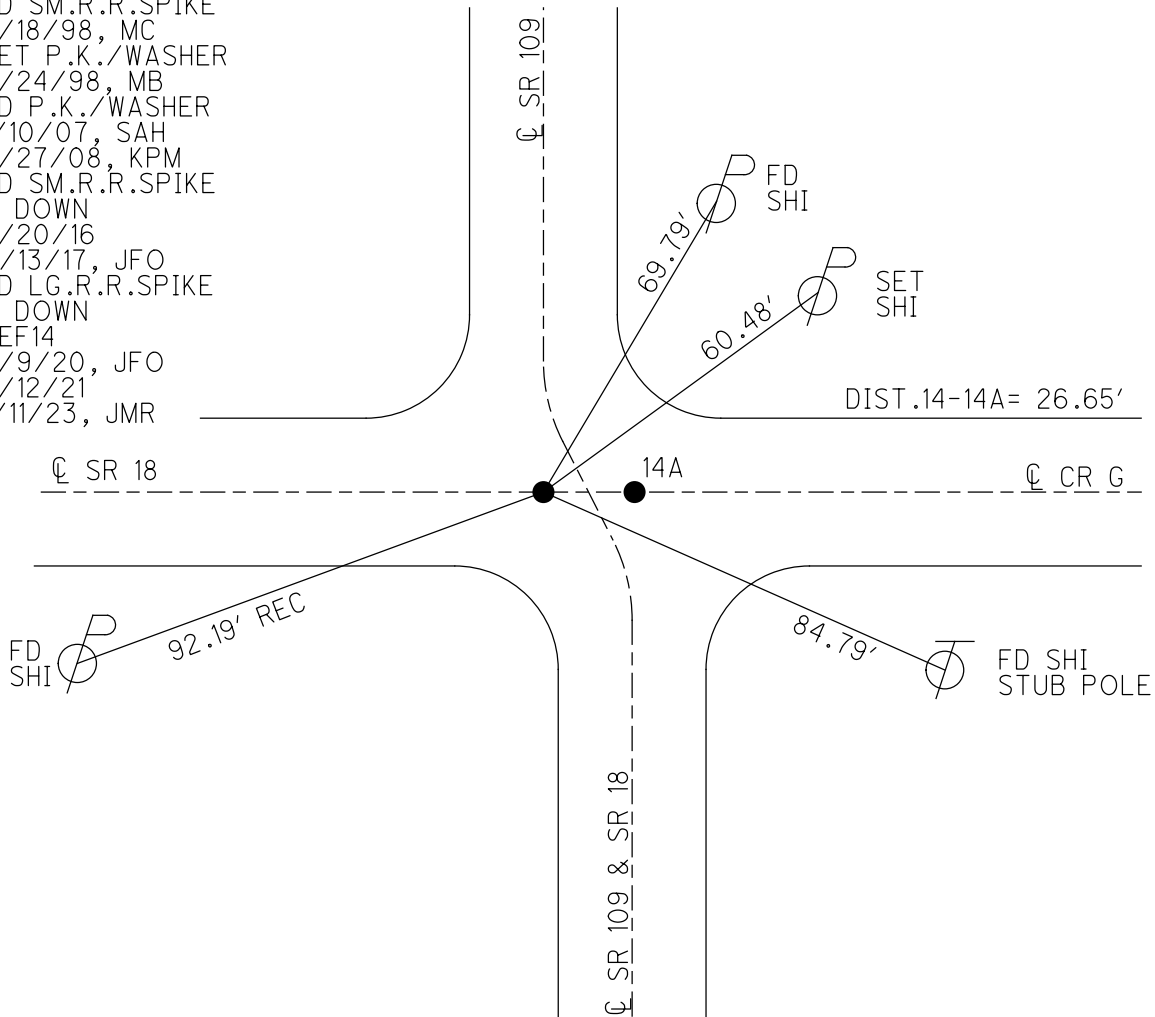 D SM.R.R.SPIKE
/18/98, MC
ET P.K./WASHER
/24/98, MB
D P.K./WASHER
/10/07, SAH
/27/08, KPM
D SM.R.R.SPIKE
DOWN
/20/16
/13/17, JFO
D LG.R.R.SPIKE
DOWN
EF14
/9/20, JFO
/12/21
/11/23, JMR
℄ SR 109
FD
SHI
69.79'
SET
SHI
60.48'
DIST.14-14A= 26.65'
℄ SR 18
14A
℄ CR G
92.19' REC
84.79'
FD
SHI
FD SHI
STUB POLE
℄ SR 109 & SR 18